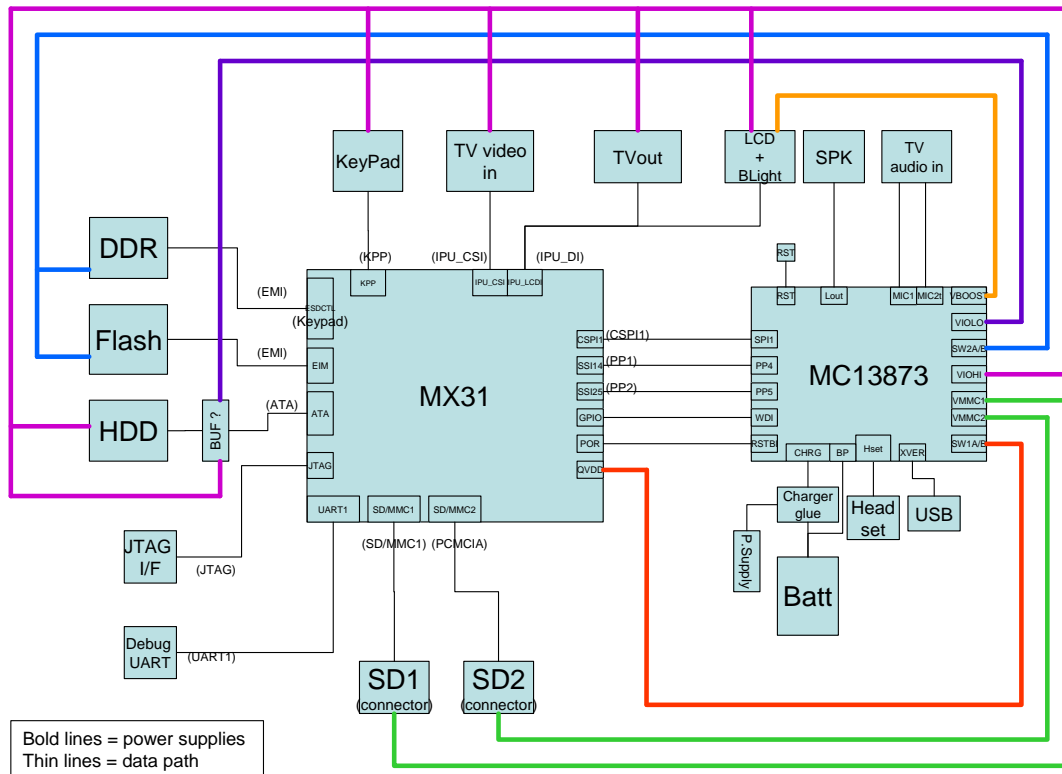 KeyPad
TV video
in
TVout
LCD
+
BLight
SPK
TV
audio in
DDR
Flash
HDD
BUF ?
(EMI)
(EMI)
(ATA)
(KPP)
(IPU_CSI)
(IPU_DI)
KPP
IPU_CSI
IPU_LCDI
ESDCTL
(Keypad)
EIM
ATA
JTAG
UART1
SD/MMC1
SD/MMC2
MX31
CSPI1
SSI14
SSI25
GPIO
POR
QVDD
(CSPI1)
(PP1)
(PP2)
RST
RST
Lout
MIC1
MIC2t
VBOOST
VIOLO
SW2A/B
VIOHI
VMMC1
VMMC2
SW1A/B
SPI1
PP4
PP5
WDI
RSTBI
MC13873
CHRG
BP
Hset
XVER
Charger
glue
Head
set
USB
P.Supply
Batt
JTAG
I/F
(JTAG)
Debug
UART
(UART1)
(SD/MMC1)
(PCMCIA)
SD1
(connector)
SD2
(connector)
Bold lines = power supplies
Thin lines = data path